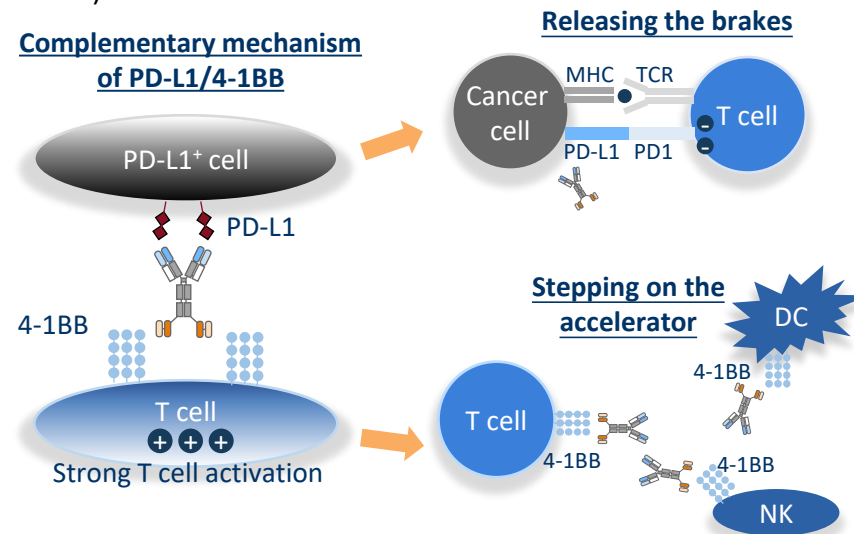 Complementary mechanism
of PD-L1/4-1BB
PD-L1⁺ cell
PD-L1
4-1BB
T cell
+ + +
Strong T cell activation
Releasing the brakes
MHC TCR
Cancer
cell
T cell
-
-
PD-L1 PD1
Stepping on the
accelerator
DC
4-1BB
T cell
4-1BB
4-1BB
NK